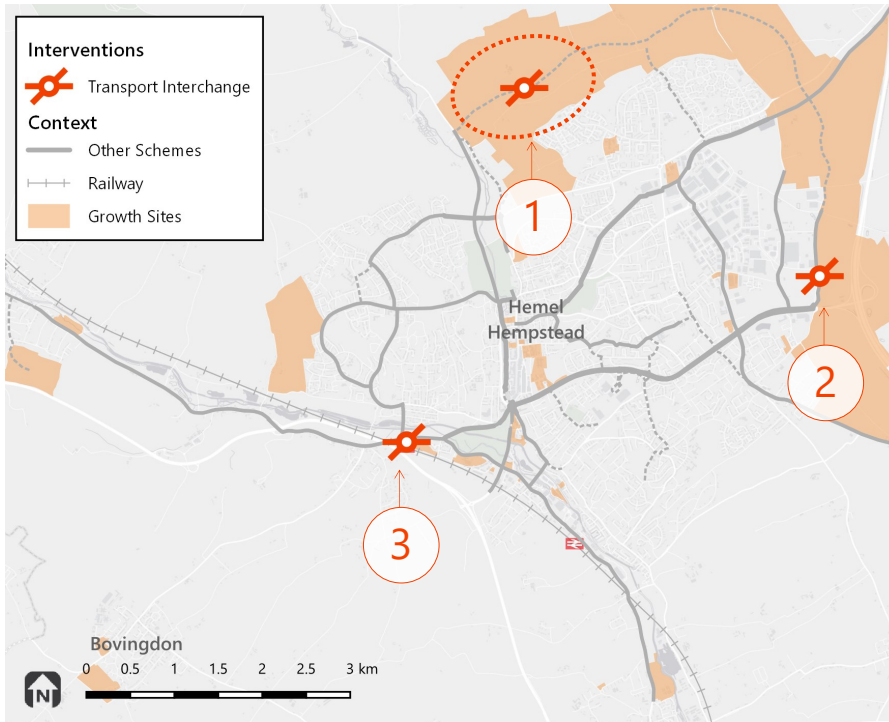 Interventions
Transport Interchange
Context
Other Schemes
Railway
Growth Sites
1
Hemel
Hempstead
2
3
Bovingdon
0 0.5 1 1.5 2 2.5 3 km
N